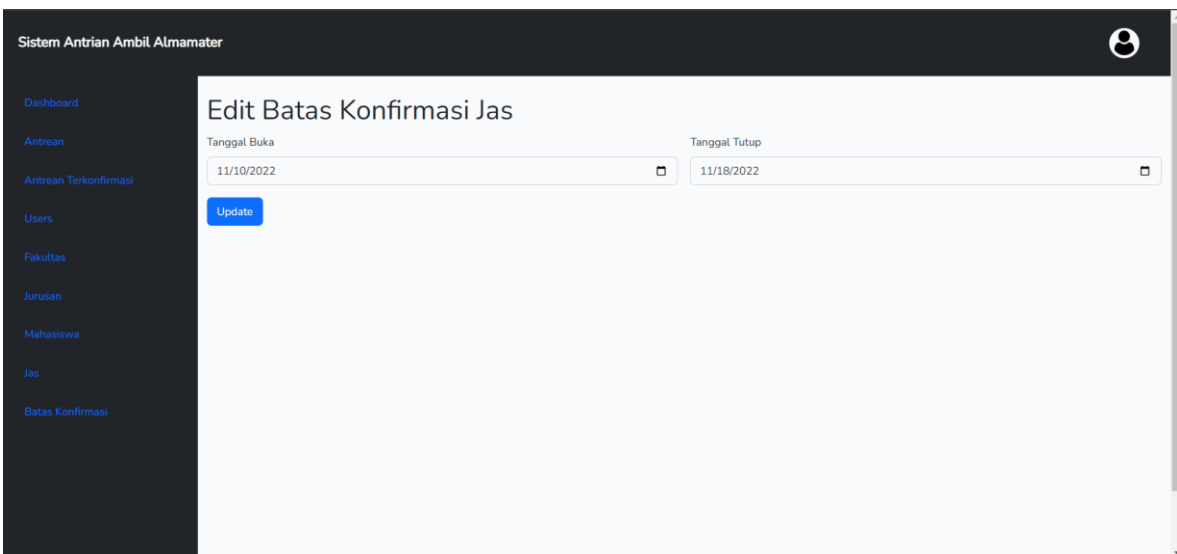 Sistem Antrian Ambil Almamater
Dashboard
Antrean
Antrean Terkonfirmasi
Users
Fakultas
Jurusan
Mahasiswa
Jas
Batas Konfirmasi
Edit Batas Konfirmasi Jas
Tanggal Buka
11/10/2022
Tanggal Tutup
11/18/2022
Update